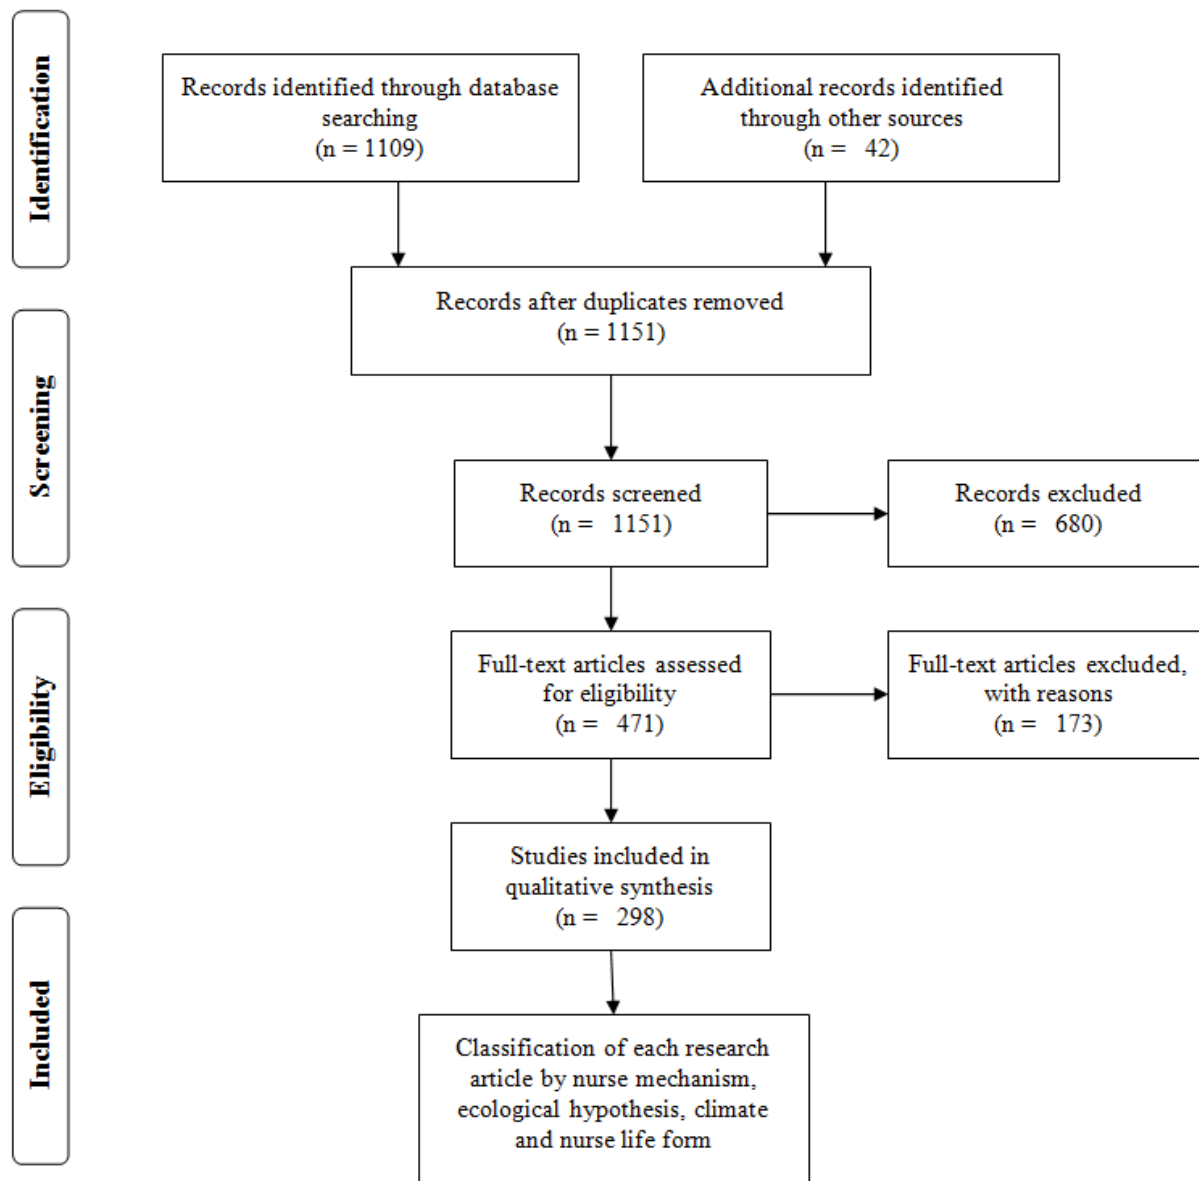 Identification
Records identified through database
searching
(n = 1109)
Additional records identified
through other sources
(n = 42)
Records after duplicates removed
(n = 1151)
Screening
Records screened
(n = 1151)
Records excluded
(n = 680)
Eligibility
Full-text articles assessed
for eligibility
(n = 471)
Full-text articles excluded,
with reasons
(n = 173)
Studies included in
qualitative synthesis
(n = 298)
Included
Classification of each research
article by nurse mechanism,
ecological hypothesis, climate
and nurse life form